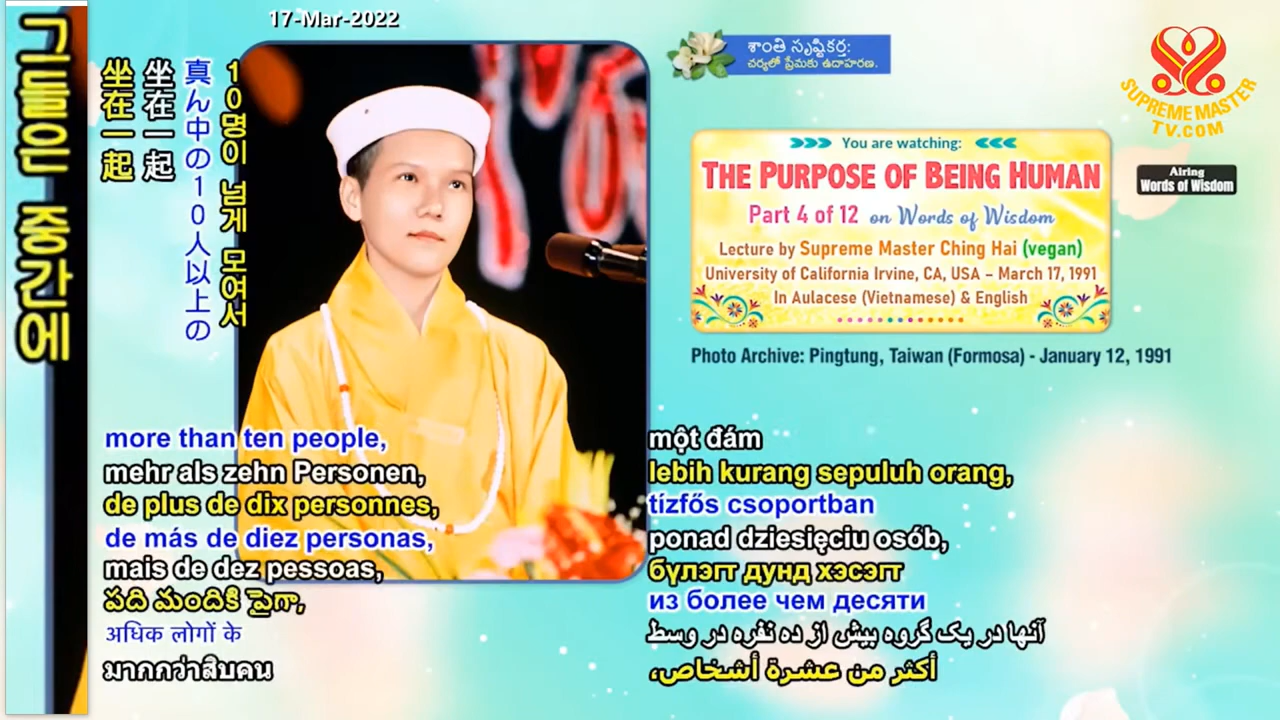 17-Mar-2022
그들은 중간에
坐在一起
坐在一起
真ん中の10人以上の
10명이 넘게 모여서
శాంతి సృష్టికర్త:
చర్యలో ప్రేమకు ఉదాహరణ.
SUPREME MASTER
TV.COM
You are watching:
THE PURPOSE OF BEING HUMAN
Part 4 of 12 on Words of Wisdom
Lecture by Supreme Master Ching Hai (vegan)
University of California Irvine, CA, USA – March 17, 1991
In Aulacese (Vietnamese) & English
Airing
Words of Wisdom
Photo Archive: Pingtung, Taiwan (Formosa) - January 12, 1991
more than ten people,
mehr als zehn Personen,
de plus de dix personnes,
de más de diez personas,
mais de dez pessoas,
పది మందికి పైగా,
अधिक लोगों के
มากกว่าสิบคน
một đám
lebih kurang sepuluh orang,
tízfős csoportban
ponad dziesięciu osób,
бүлэгт дунд хэсэгт
из более чем десяти
آنها در یک گروه بیش از ده نفره در وسط
أكثر من عشرة أشخاص،